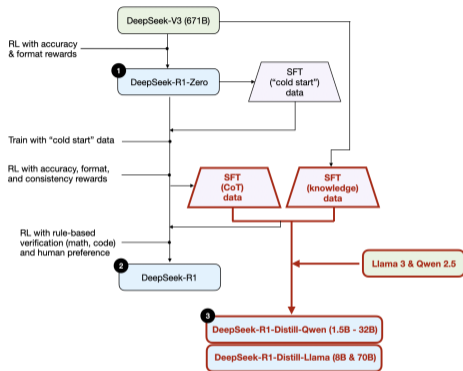 DeepSeek-V3 (671B)
RL with accuracy
& format rewards
1
DeepSeek-R1-Zero
SFT
("cold start")
data
Train with "cold start" data
RL with accuracy, format,
and consistency rewards
SFT
(CoT)
data
SFT
(knowledge)
data
RL with rule-based
verification (math, code)
and human preference
Llama 3 & Qwen 2.5
2
DeepSeek-R1
3
DeepSeek-R1-Distill-Qwen (1.5B - 32B)
DeepSeek-R1-Distill-Llama (8B & 70B)